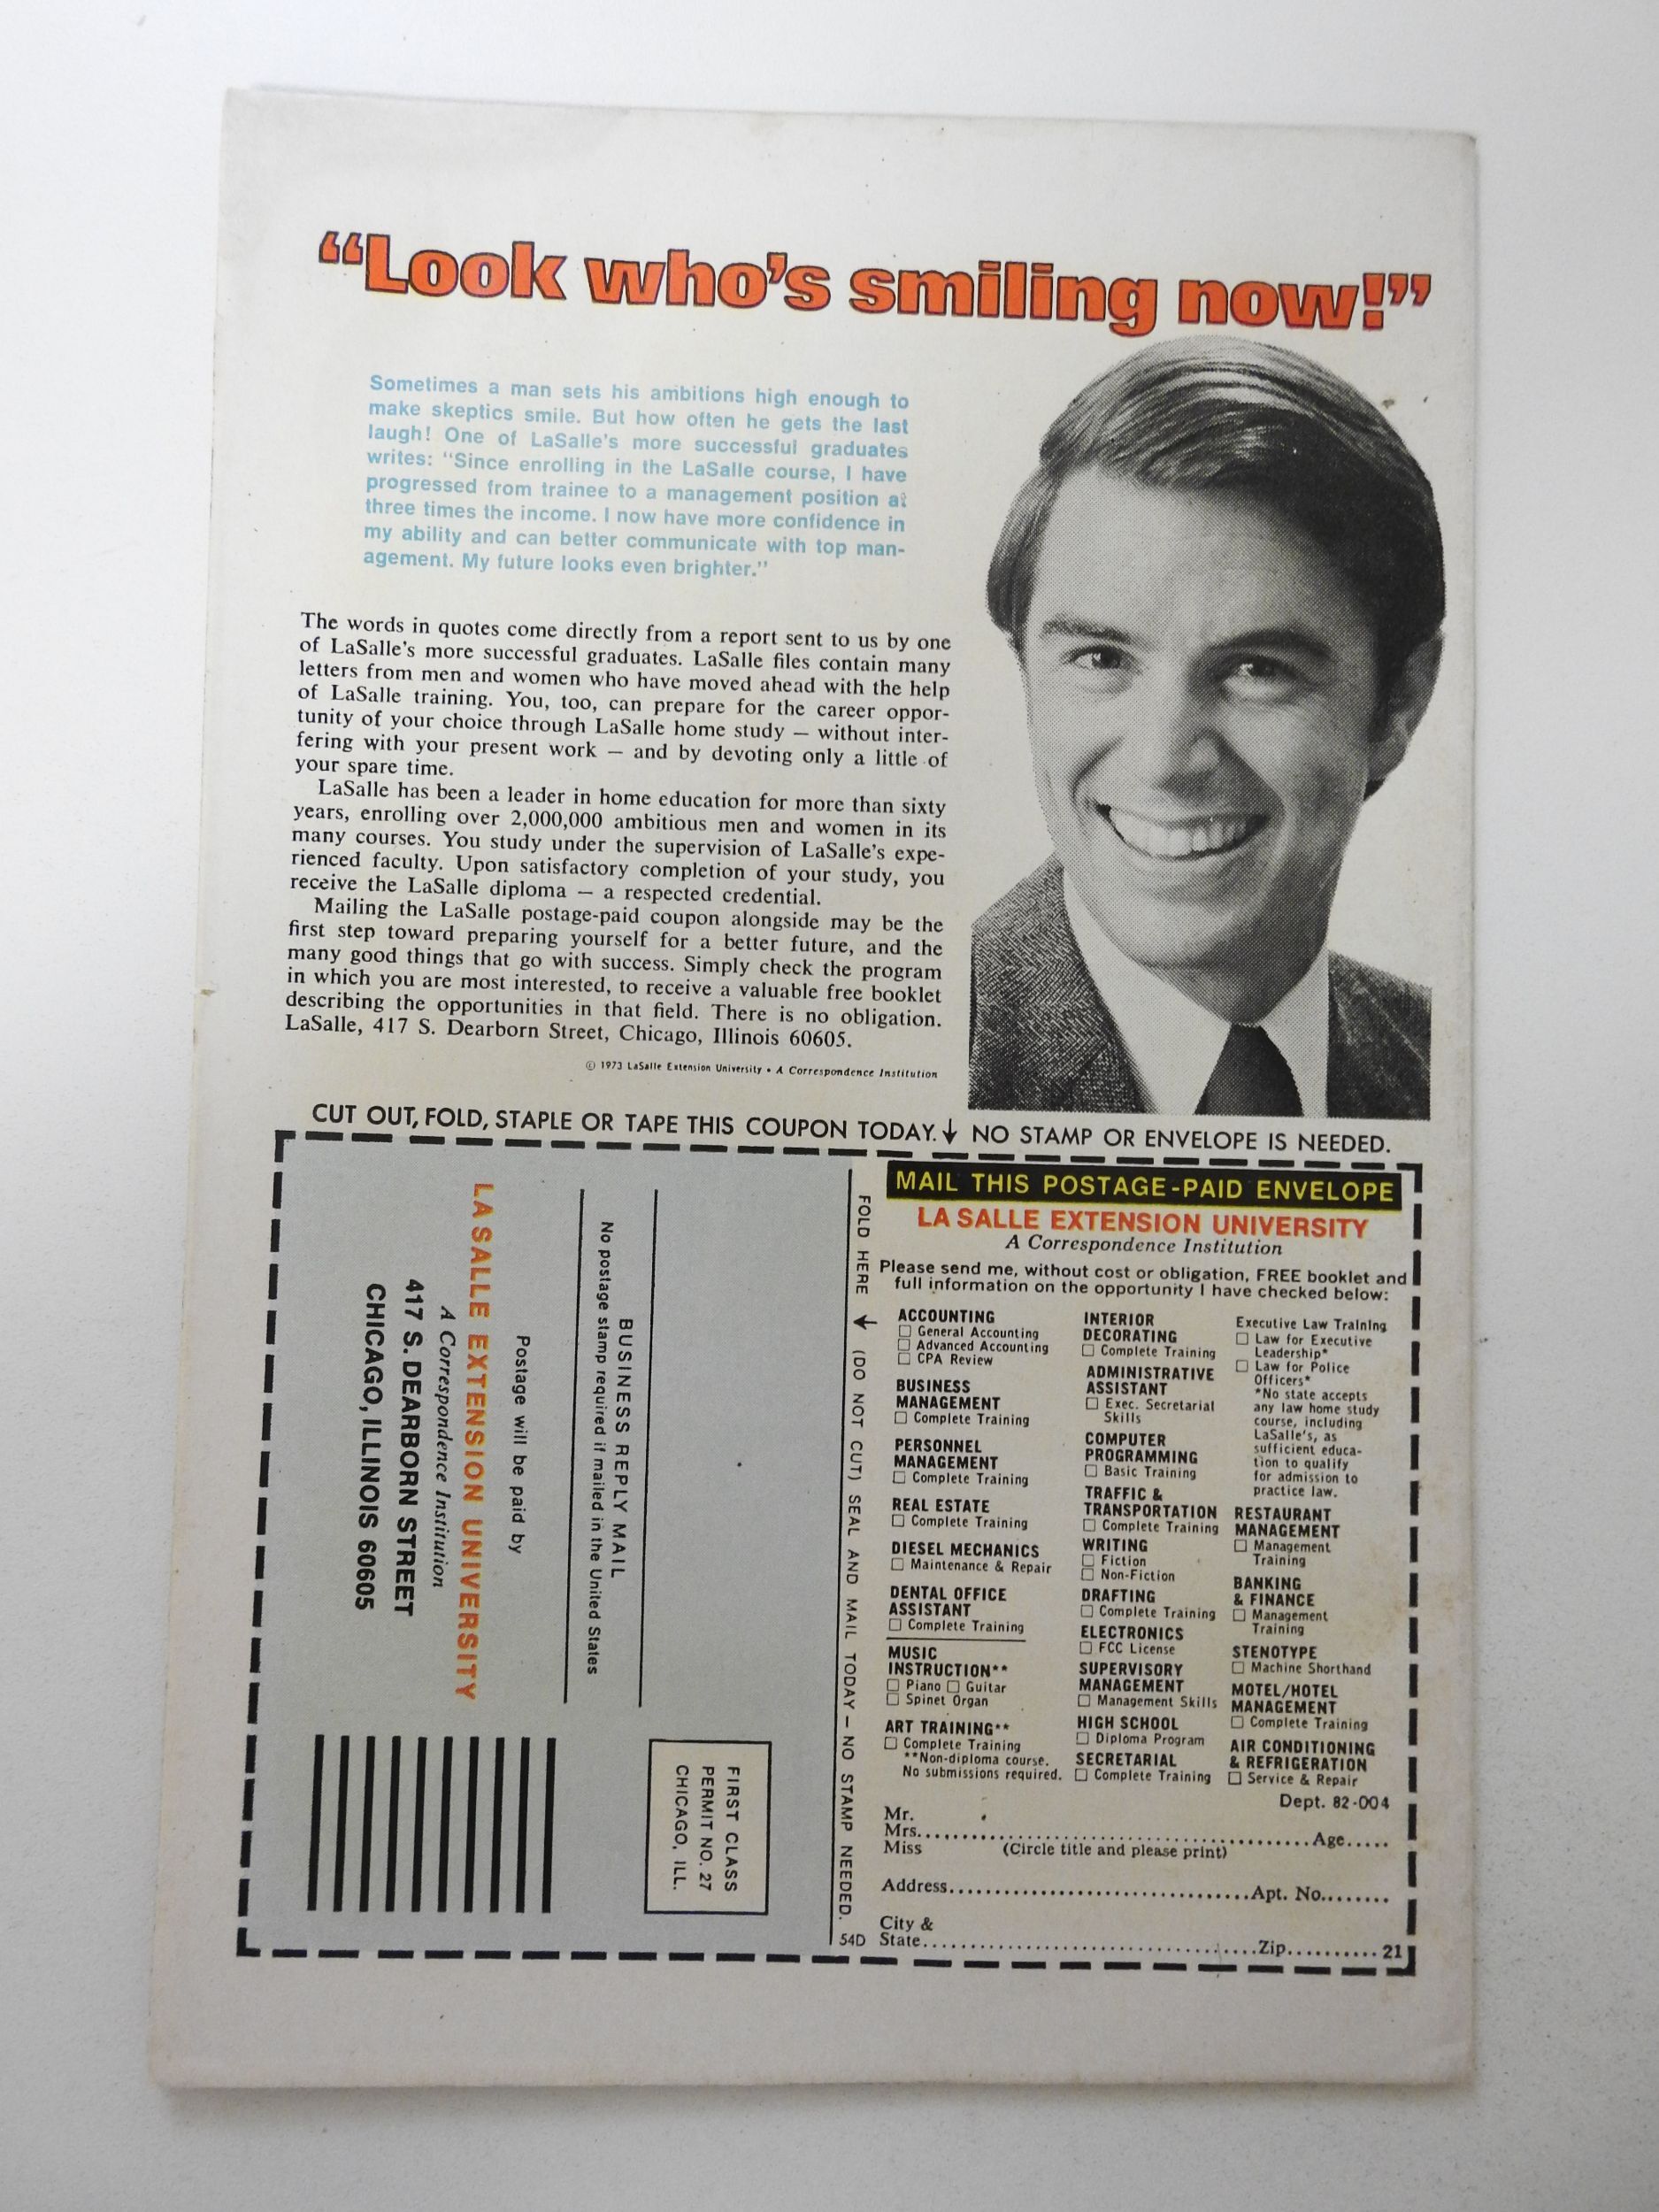 “Look who’s smiling now!”
Sometimes a man sets his ambitions high enough to
make skeptics smile. But how often he gets the last
laugh! One of LaSalle's more successful graduates
writes: "Since enrolling in the LaSalle course, I have
progressed from trainee to a management position at
three times the income. I now have more confidence in
my ability and can better communicate with top man-
agement. My future looks even brighter."
The words in quotes come directly from a report sent to us by one
of LaSalle's more successful graduates. LaSalle files contain many
letters from men and women who have moved ahead with the help
of LaSalle training. You, too, can prepare for the career oppor-
tunity of your choice through LaSalle home study — without inter-
fering with your present work — and by devoting only a little of
your spare time.
LaSalle has been a leader in home education for more than sixty
years, enrolling over 2,000,000 ambitious men and women in its
many courses. You study under the supervision of LaSalle's expe-
rienced faculty. Upon satisfactory completion of your study, you
receive the LaSalle diploma — a respected credential.
Mailing the LaSalle postage-paid coupon alongside may be the
first step toward preparing yourself for a better future, and the
many good things that go with success. Simply check the program
in which you are most interested, to receive a valuable free booklet
describing the opportunities in that field. There is no obligation.
LaSalle, 417 S. Dearborn Street, Chicago, Illinois 60605.
© 1973 LaSalle Extension University • A Correspondence Institution
CUT OUT, FOLD, STAPLE OR TAPE THIS COUPON TODAY.↓ NO STAMP OR ENVELOPE IS NEEDED.
FIRST CLASS
PERMIT NO. 27
CHICAGO, ILL.
BUSINESS REPLY MAIL
No postage stamp required if mailed in the United States
Postage will be paid by
LA SALLE EXTENSION UNIVERSITY
A Correspondence Institution
417 S. DEARBORN STREET
CHICAGO, ILLINOIS 60605
FOLD HERE ↓ (DO NOT CUT) SEAL AND MAIL TODAY — NO STAMP NEEDED.
54D
MAIL THIS POSTAGE-PAID ENVELOPE
LA SALLE EXTENSION UNIVERSITY
A Correspondence Institution
Please send me, without cost or obligation, FREE booklet and
full information on the opportunity I have checked below:
ACCOUNTING
☐ General Accounting
☐ Advanced Accounting
☐ CPA Review
BUSINESS
MANAGEMENT
☐ Complete Training
PERSONNEL
MANAGEMENT
☐ Complete Training
REAL ESTATE
☐ Complete Training
DIESEL MECHANICS
☐ Maintenance & Repair
DENTAL OFFICE
ASSISTANT
☐ Complete Training
MUSIC
INSTRUCTION**
☐ Piano ☐ Guitar
☐ Spinet Organ
ART TRAINING**
☐ Complete Training
**Non-diploma course.
No submissions required.
INTERIOR
DECORATING
☐ Complete Training
ADMINISTRATIVE
ASSISTANT
☐ Exec. Secretarial
Skills
COMPUTER
PROGRAMMING
☐ Basic Training
TRAFFIC &
TRANSPORTATION
☐ Complete Training
WRITING
☐ Fiction
☐ Non-Fiction
DRAFTING
☐ Complete Training
ELECTRONICS
☐ FCC License
SUPERVISORY
MANAGEMENT
☐ Management Skills
HIGH SCHOOL
☐ Diploma Program
SECRETARIAL
☐ Complete Training
Executive Law Training
☐ Law for Executive
Leadership*
☐ Law for Police
Officers*
*No state accepts
any law home study
course, including
LaSalle's, as
sufficient educa-
tion to qualify
for admission to
practice law.
RESTAURANT
MANAGEMENT
☐ Management
Training
BANKING
& FINANCE
☐ Management
Training
STENOTYPE
☐ Machine Shorthand
MOTEL/HOTEL
MANAGEMENT
☐ Complete Training
AIR CONDITIONING
& REFRIGERATION
☐ Service & Repair
Dept. 82-004
Mr.
Mrs. Age
Miss (Circle title and please print)
Address Apt. No.
City &
State Zip 21